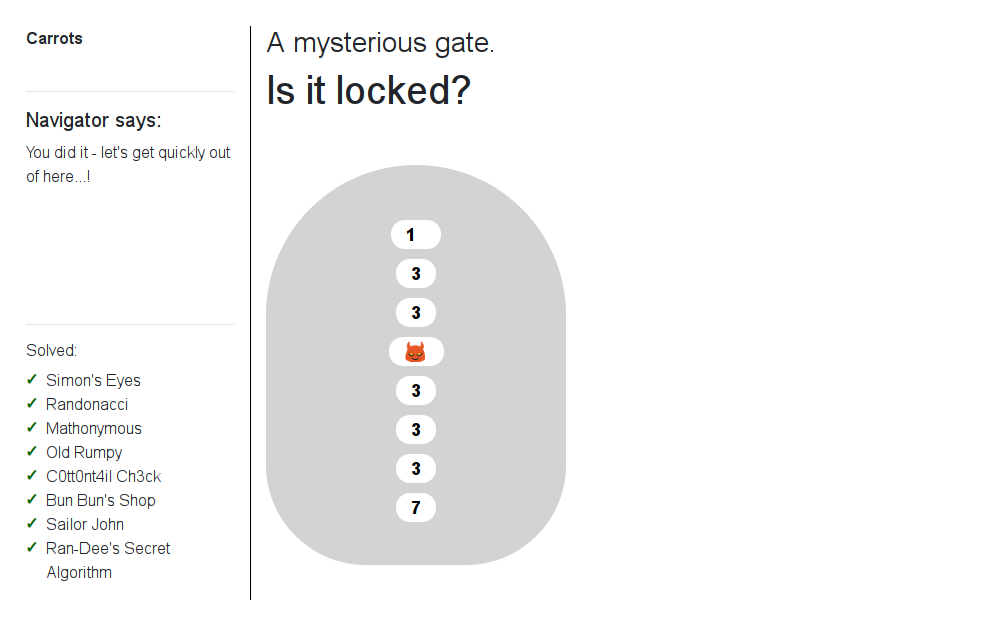 Carrots
Navigator says:
You did it - let's get quickly out
of here...!
Solved:
✓ Simon's Eyes
✓ Randonacci
✓ Mathonymous
✓ Old Rumpy
✓ C0tt0nt4il Ch3ck
✓ Bun Bun's Shop
✓ Sailor John
✓ Ran-Dee's Secret
Algorithm
A mysterious gate.
Is it locked?
1
3
3
👹
3
3
3
7